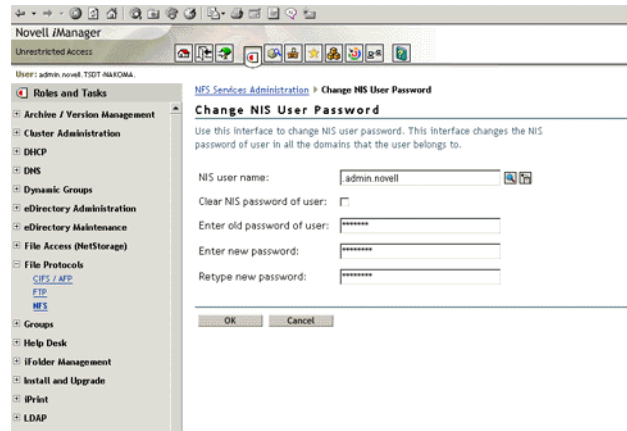 Novell iManager
Unrestricted Access
User: admin.novell.TSDT-NAKOMA.
Roles and Tasks
Archive / Version Management
Cluster Administration
DHCP
DNS
Dynamic Groups
eDirectory Administration
eDirectory Maintenance
File Access (NetStorage)
File Protocols
CIFS / AFP
FTP
NFS
Groups
Help Desk
iFolder Management
Install and Upgrade
iPrint
LDAP
NFS Services Administration Change NIS User Password
Change NIS User Password
Use this interface to change NIS user password. This interface changes the NIS
password of user in all the domains that the user belongs to.
NIS user name: .admin.novell
Clear NIS password of user:
Enter old password of user: *******
Enter new password: ********
Retype new password: ********
OK Cancel